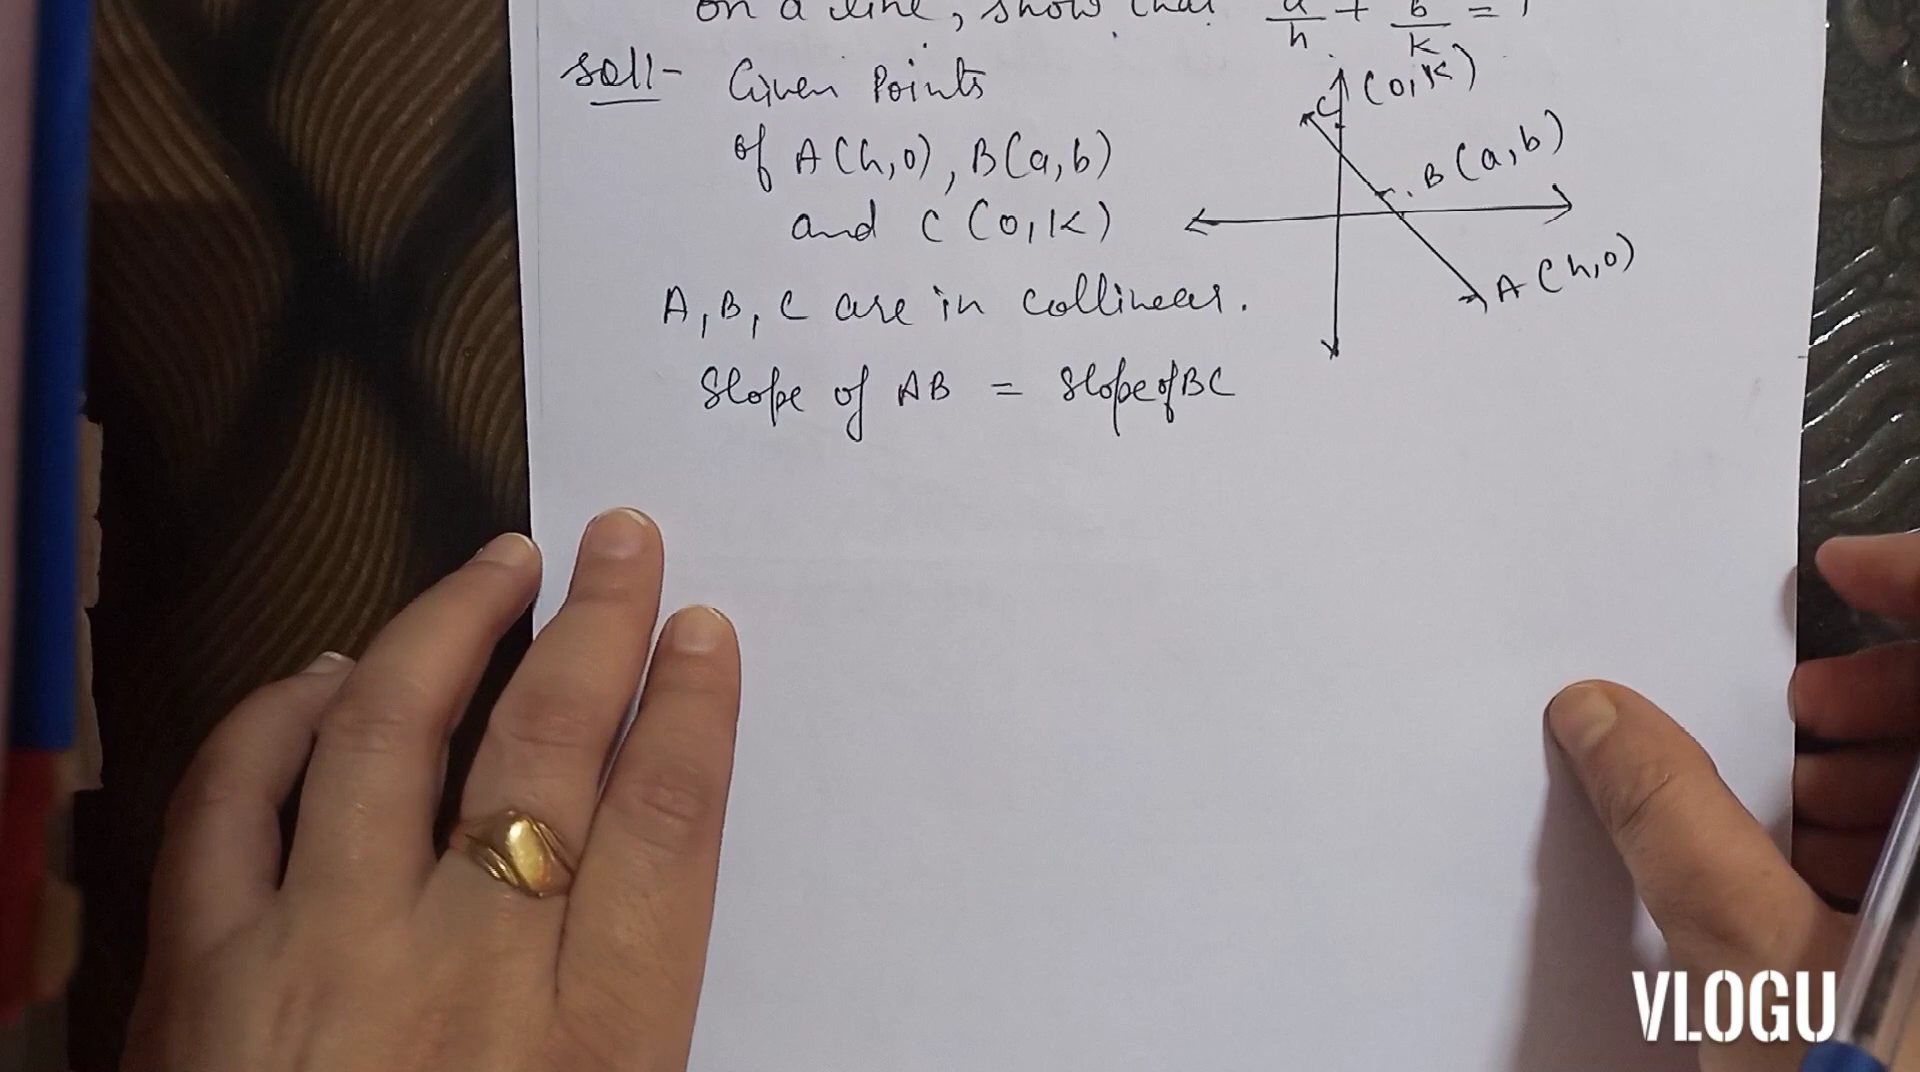 on a line, show that a/h + b/k = 1
Soll- Given Points
of A(h,0), B(a,b)
and C(0,k)
A, B, C are in collinear.
Slope of AB = Slope of BC
C (0,k)
B(a,b)
A(h,0)
VLOGU